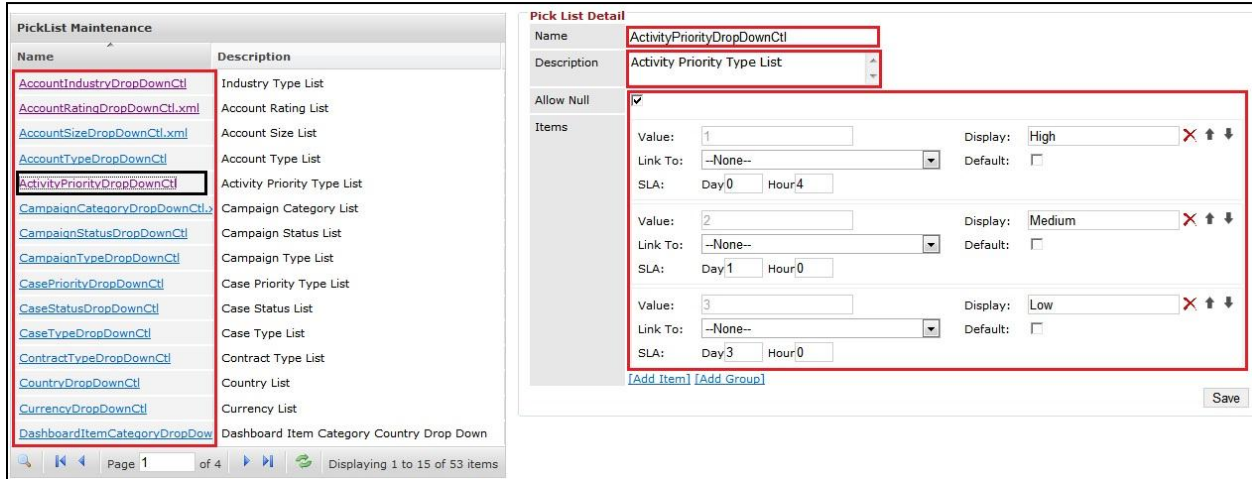 PickList Maintenance
Name Description
AccountIndustryDropDownCtl Industry Type List
AccountRatingDropDownCtl.xml Account Rating List
AccountSizeDropDownCtl.xml Account Size List
AccountTypeDropDownCtl Account Type List
ActivityPriorityDropDownCtl Activity Priority Type List
CampaignCategoryDropDownCtl.x Campaign Category List
CampaignStatusDropDownCtl Campaign Status List
CampaignTypeDropDownCtl Campaign Type List
CasePriorityDropDownCtl Case Priority Type List
CaseStatusDropDownCtl Case Status List
CaseTypeDropDownCtl Case Type List
ContractTypeDropDownCtl Contract Type List
CountryDropDownCtl Country List
CurrencyDropDownCtl Currency List
DashboardItemCategoryDropDow Dashboard Item Category Country Drop Down
Page 1 of 4 Displaying 1 to 15 of 53 items
Pick List Detail
Name ActivityPriorityDropDownCtl
Description Activity Priority Type List
Allow Null
Items
Value: 1 Display: High
Link To: --None-- Default:
SLA: Day 0 Hour 4
Value: 2 Display: Medium
Link To: --None-- Default:
SLA: Day 1 Hour 0
Value: 3 Display: Low
Link To: --None-- Default:
SLA: Day 3 Hour 0
[Add Item] [Add Group]
Save